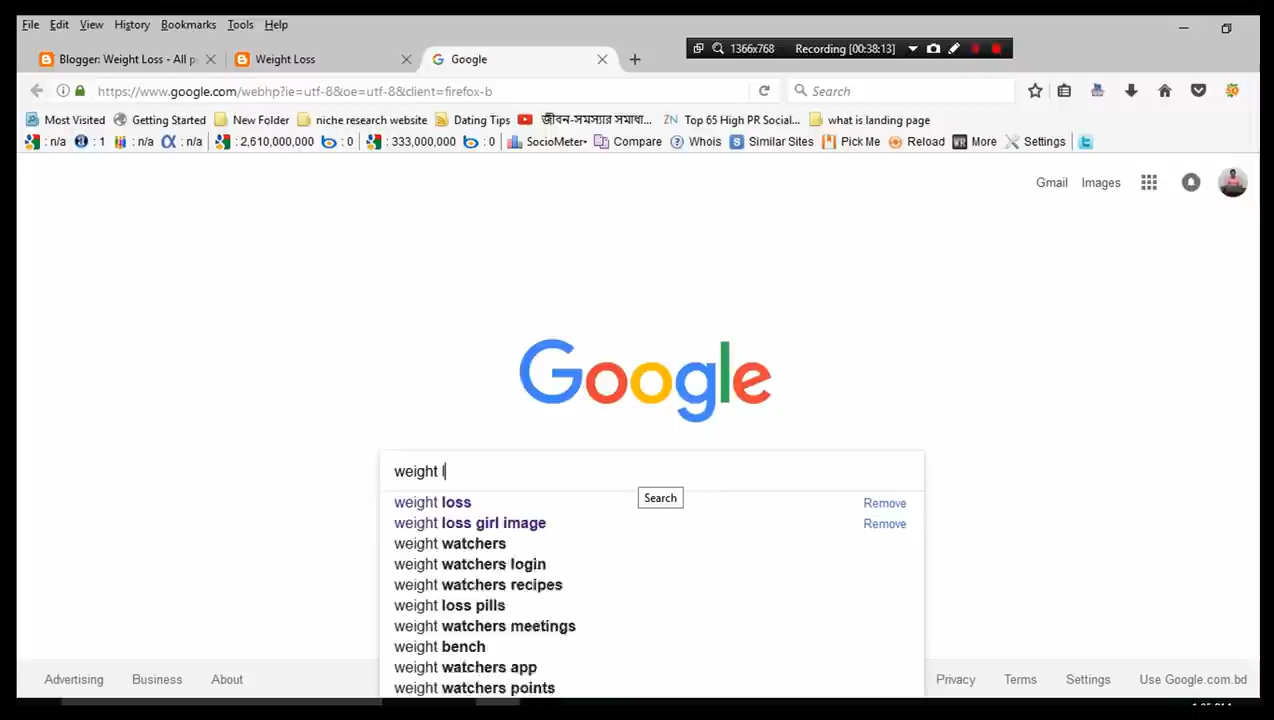 File Edit View History Bookmarks Tools Help
1366x768 Recording [00:38:13]
Blogger: Weight Loss - All p
Weight Loss
Google
https://www.google.com/webhp?ie=utf-8&oe=utf-8&client=firefox-b
Search
Most Visited Getting Started New Folder niche research website Dating Tips জীবন-সমস্যার সমাধা... ZN Top 65 High PR Social... what is landing page
: n/a : 1 : n/a : n/a : 2,610,000,000 : 0 : 333,000,000 : 0 SocioMeter Compare Whois Similar Sites Pick Me Reload More Settings
Gmail Images
Google
weight l
Search
weight loss Remove
weight loss girl image Remove
weight watchers
weight watchers login
weight watchers recipes
weight loss pills
weight watchers meetings
weight bench
weight watchers app
weight watchers points
Advertising Business About Privacy Terms Settings Use Google.com.bd